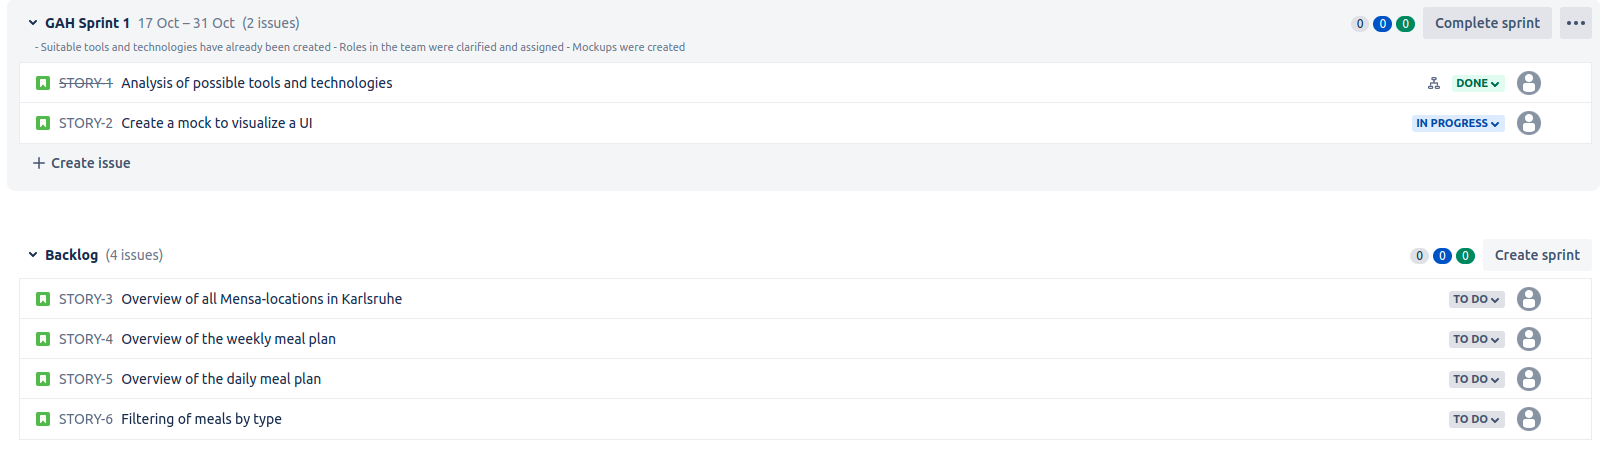 GAH Sprint 1 17 Oct – 31 Oct (2 issues) 0 0 0 Complete sprint
- Suitable tools and technologies have already been created - Roles in the team were clarified and assigned - Mockups were created
STORY-1 Analysis of possible tools and technologies DONE
STORY-2 Create a mock to visualize a UI IN PROGRESS
+ Create issue
Backlog (4 issues) 0 0 0 Create sprint
STORY-3 Overview of all Mensa-locations in Karlsruhe TO DO
STORY-4 Overview of the weekly meal plan TO DO
STORY-5 Overview of the daily meal plan TO DO
STORY-6 Filtering of meals by type TO DO